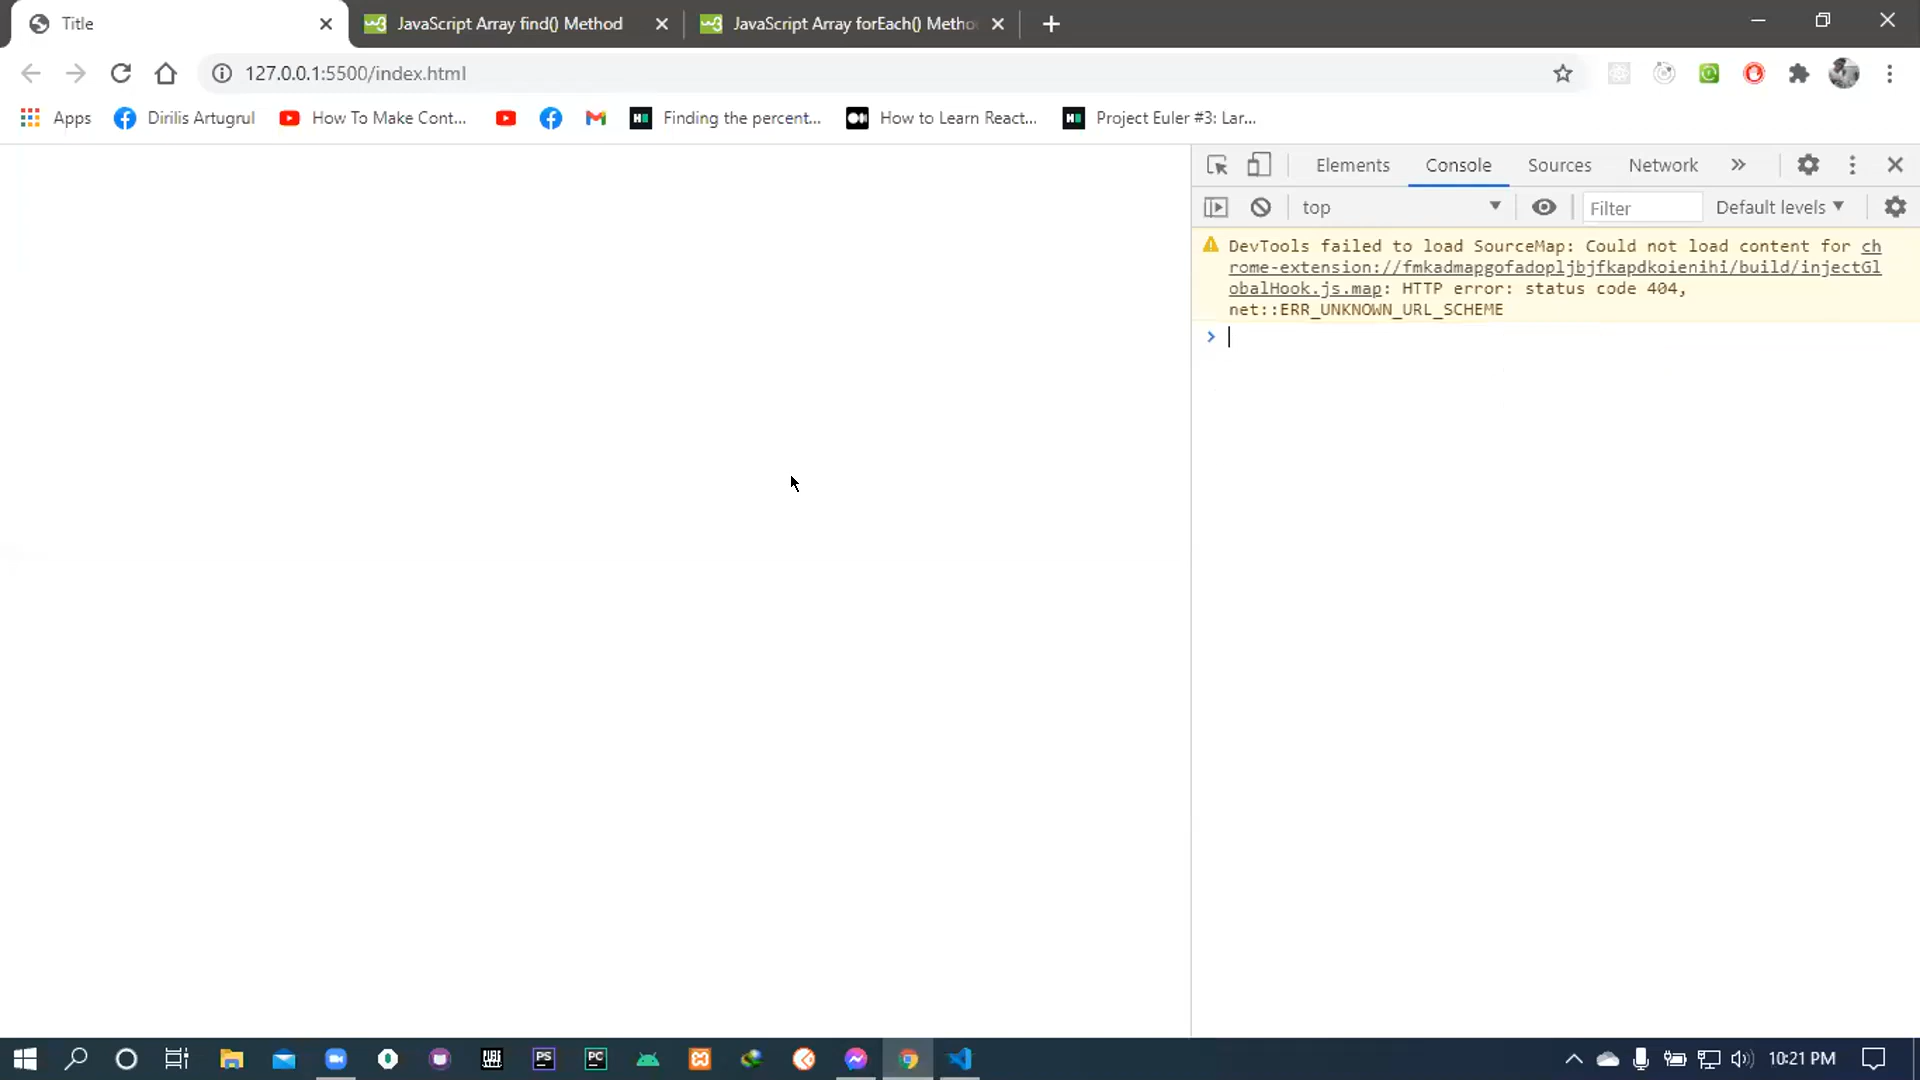 Title
JavaScript Array find() Method
JavaScript Array forEach() Metho
127.0.0.1:5500/index.html
Apps
Dirilis Artugrul
How To Make Cont...
Finding the percent...
How to Learn React...
Project Euler #3: Lar...
Elements
Console
Sources
Network
top
Filter
Default levels
DevTools failed to load SourceMap: Could not load content for ch
rome-extension://fmkadmapgofadopljbjfkapdkoienihi/build/injectGl
obalHook.js.map: HTTP error: status code 404,
net::ERR_UNKNOWN_URL_SCHEME
PS
PC
10:21 PM